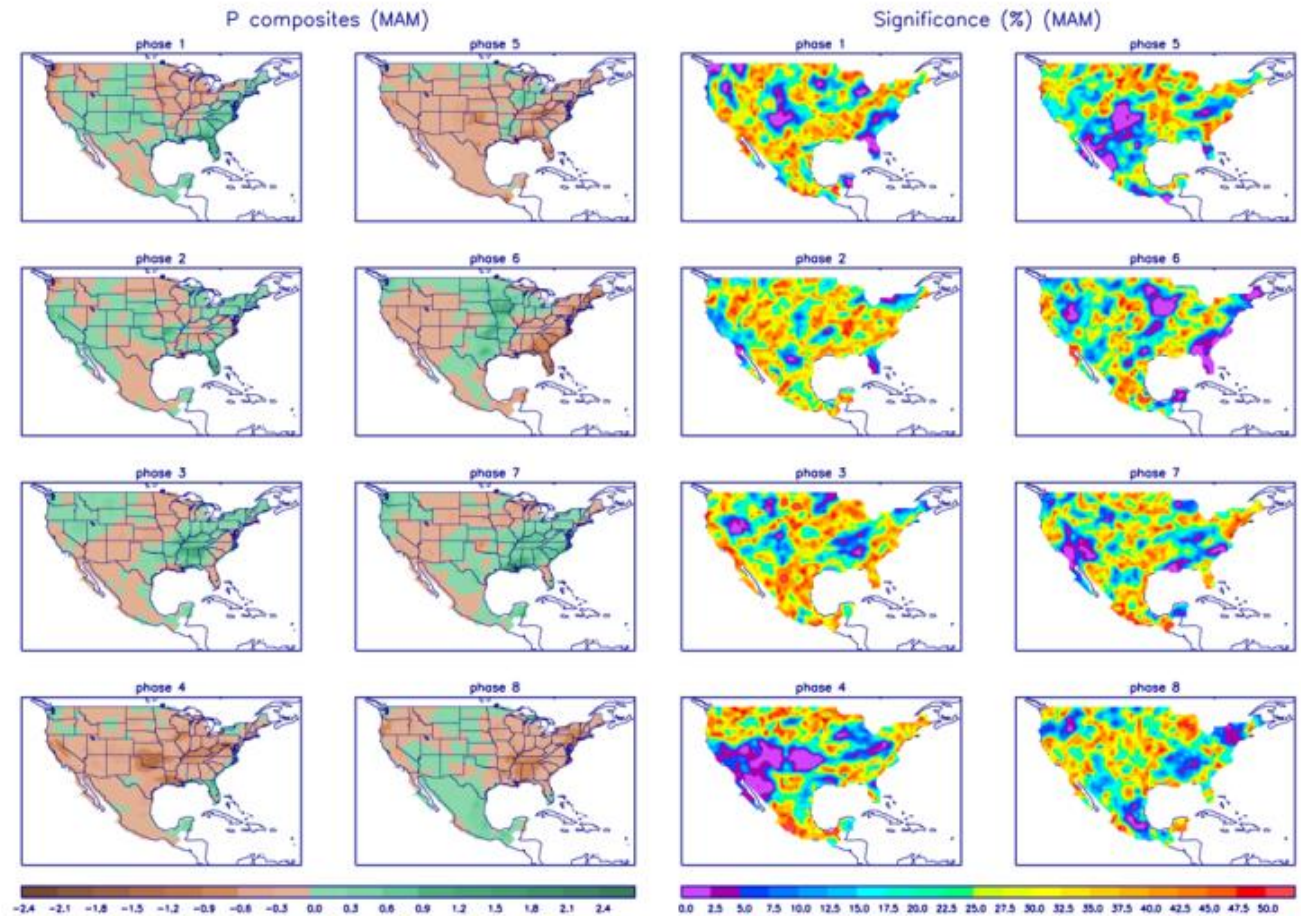 P composites (MAM)
Significance (%) (MAM)
phase 1
phase 5
phase 1
phase 5
phase 2
phase 6
phase 2
phase 6
phase 3
phase 7
phase 3
phase 7
phase 4
phase 8
phase 4
phase 8
-2.4 -2.1 -1.8 -1.5 -1.2 -0.9 -0.6 -0.3 0.0 0.3 0.6 0.9 1.2 1.5 1.8 2.1 2.4
0.0 2.5 5.0 7.5 10.0 12.5 15.0 17.5 20.0 22.5 25.0 27.5 30.0 32.5 35.0 37.5 40.0 42.5 45.0 47.5 50.0